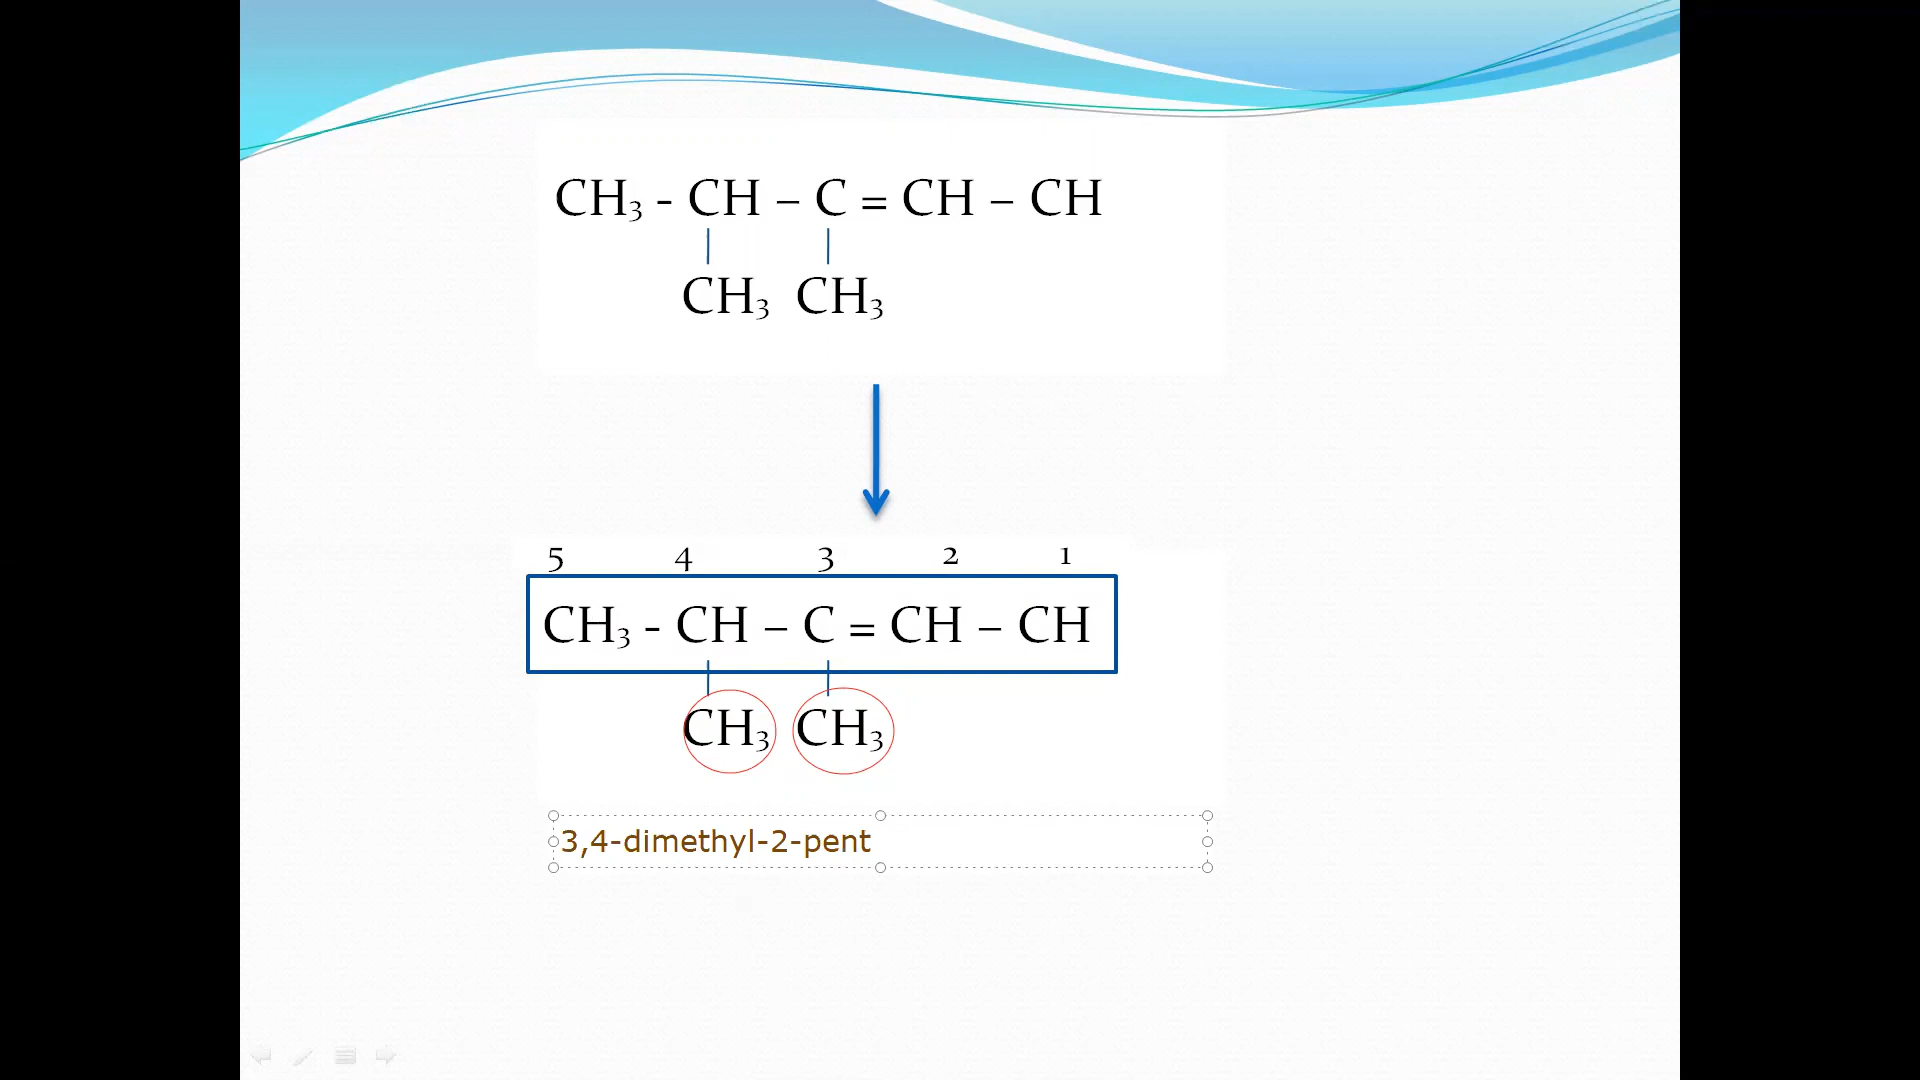 CH₃ - CH – C = CH – CH
CH₃ CH₃
5 4 3 2 1
CH₃ - CH – C = CH – CH
CH₃ CH₃
3,4-dimethyl-2-pent